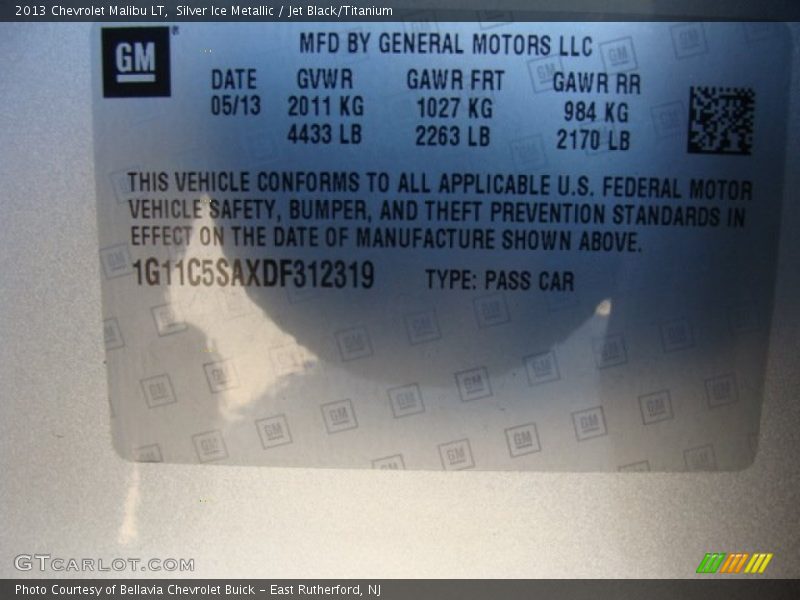 2013 Chevrolet Malibu LT, Silver Ice Metallic / Jet Black/Titanium
GM ®
MFD BY GENERAL MOTORS LLC
DATE GVWR GAWR FRT GAWR RR
05/13 2011 KG 1027 KG 984 KG
4433 LB 2263 LB 2170 LB
THIS VEHICLE CONFORMS TO ALL APPLICABLE U.S. FEDERAL MOTOR
VEHICLE SAFETY, BUMPER, AND THEFT PREVENTION STANDARDS IN
EFFECT ON THE DATE OF MANUFACTURE SHOWN ABOVE.
1G11C5SAXDF312319 TYPE: PASS CAR
GTCARLOT.COM
Photo Courtesy of Bellavia Chevrolet Buick - East Rutherford, NJ